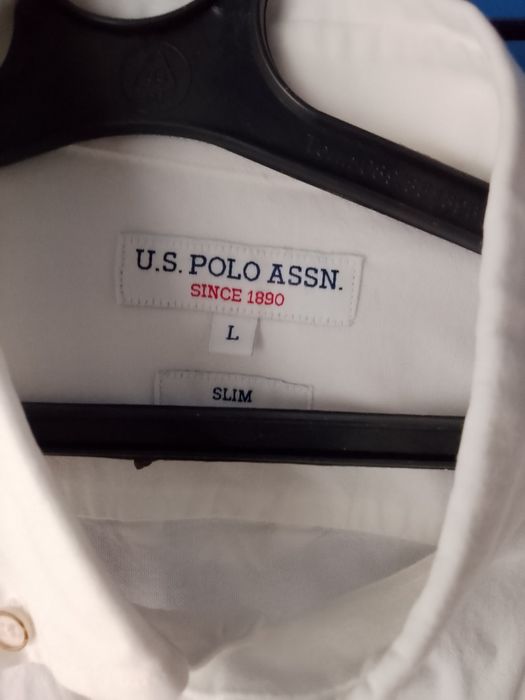 U.S. POLO ASSN.
SINCE 1890
L
SLIM